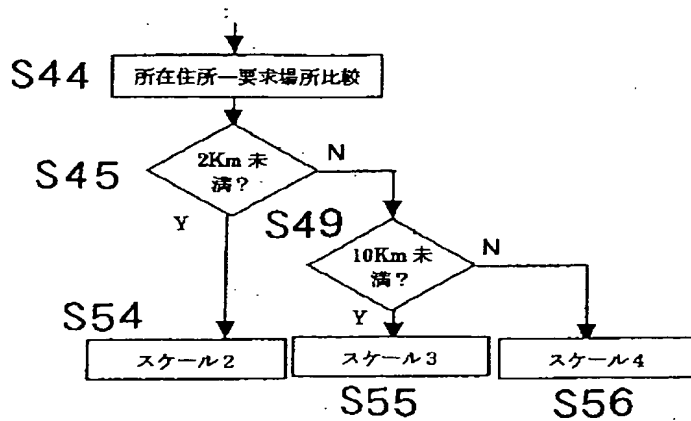 S44
所在住所―要求場所比較
S45
2Km 未
満？
N
Y
S49
10Km 未
満？
N
Y
S54
スケール2
スケール3
スケール4
S55
S56